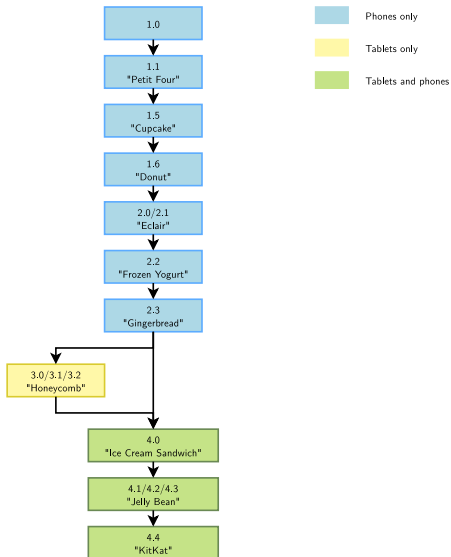 1.0
1.1
"Petit Four"
1.5
"Cupcake"
1.6
"Donut"
2.0/2.1
"Eclair"
2.2
"Frozen Yogurt"
2.3
"Gingerbread"
3.0/3.1/3.2
"Honeycomb"
4.0
"Ice Cream Sandwich"
4.1/4.2/4.3
"Jelly Bean"
4.4
"KitKat"
Phones only
Tablets only
Tablets and phones